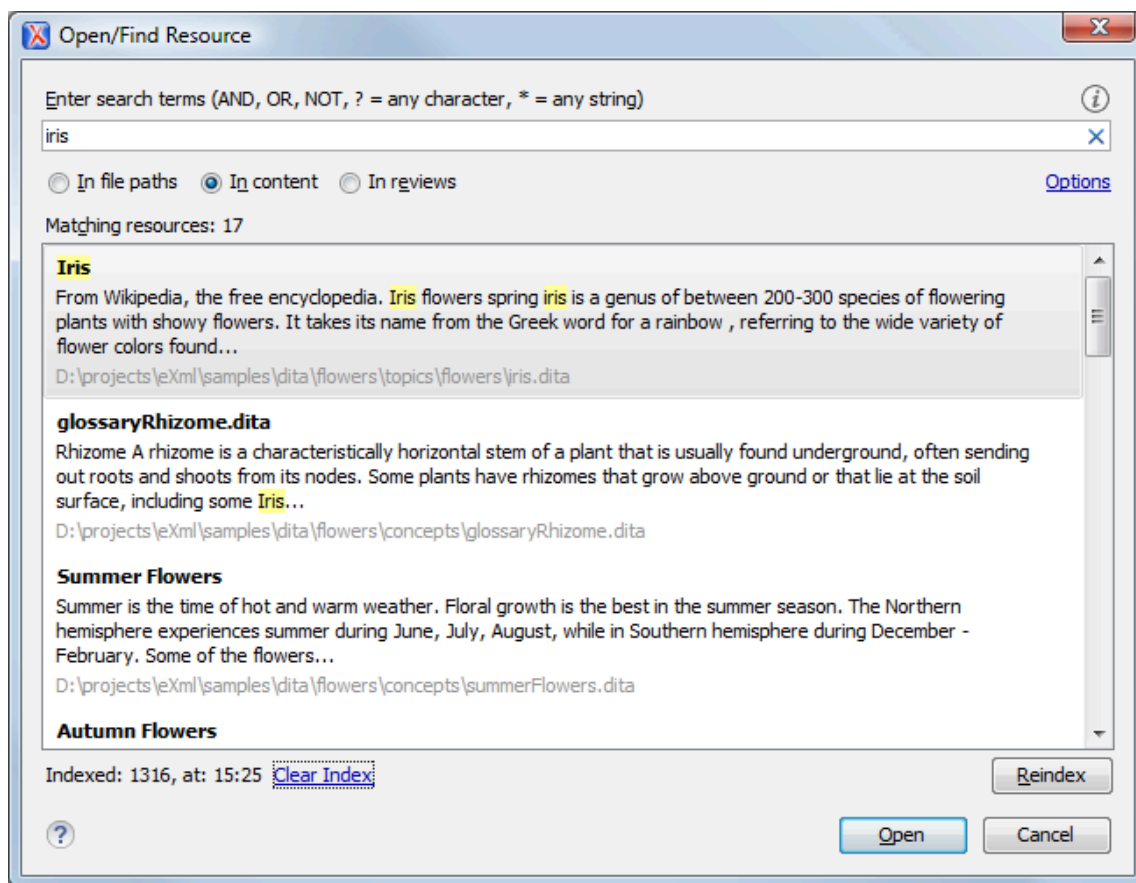 Open/Find Resource
Enter search terms (AND, OR, NOT, ? = any character, * = any string)
iris
In file paths In content In reviews Options
Matching resources: 17
Iris
From Wikipedia, the free encyclopedia. Iris flowers spring iris is a genus of between 200-300 species of flowering
plants with showy flowers. It takes its name from the Greek word for a rainbow , referring to the wide variety of
flower colors found...
D:\projects\eXml\samples\dita\flowers\topics\flowers\iris.dita
glossaryRhizome.dita
Rhizome A rhizome is a characteristically horizontal stem of a plant that is usually found underground, often sending
out roots and shoots from its nodes. Some plants have rhizomes that grow above ground or that lie at the soil
surface, including some Iris...
D:\projects\eXml\samples\dita\flowers\concepts\glossaryRhizome.dita
Summer Flowers
Summer is the time of hot and warm weather. Floral growth is the best in the summer season. The Northern
hemisphere experiences summer during June, July, August, while in Southern hemisphere during December -
February. Some of the flowers...
D:\projects\eXml\samples\dita\flowers\concepts\summerFlowers.dita
Autumn Flowers
Indexed: 1316, at: 15:25 Clear Index Reindex
? Open Cancel